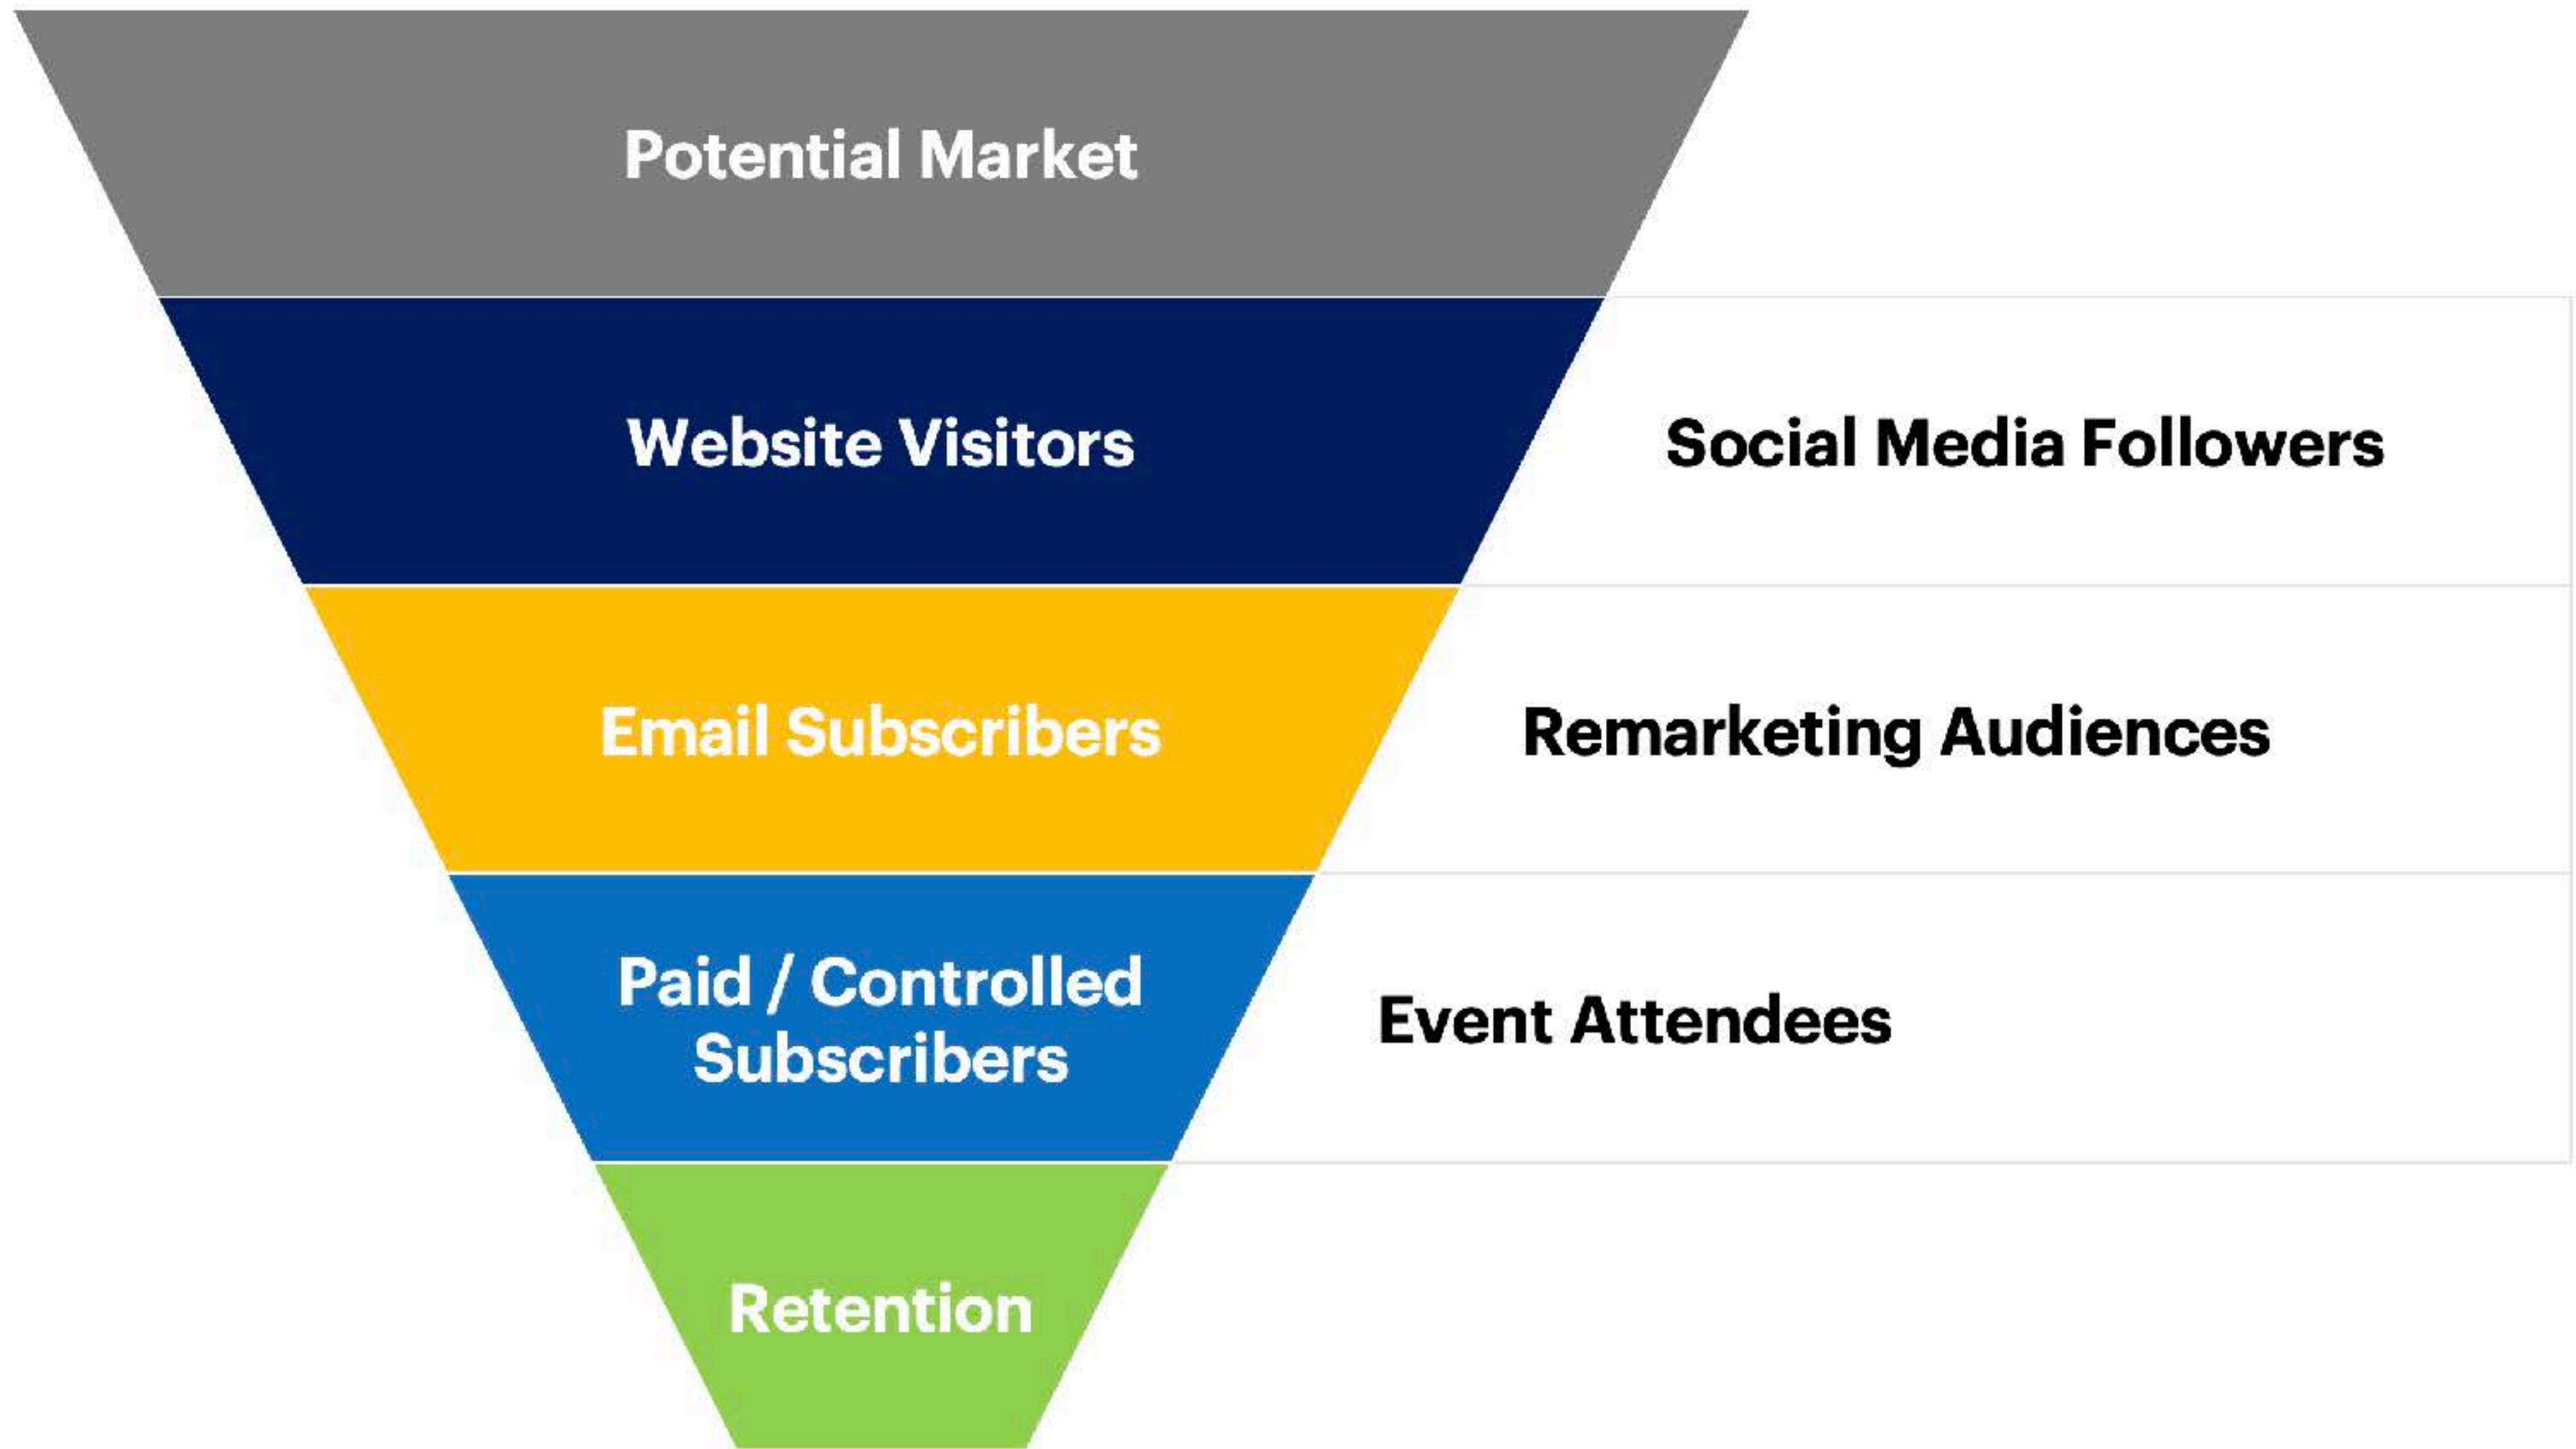 Potential Market
Website Visitors
Social Media Followers
Email Subscribers
Remarketing Audiences
Paid / Controlled
Subscribers
Event Attendees
Retention